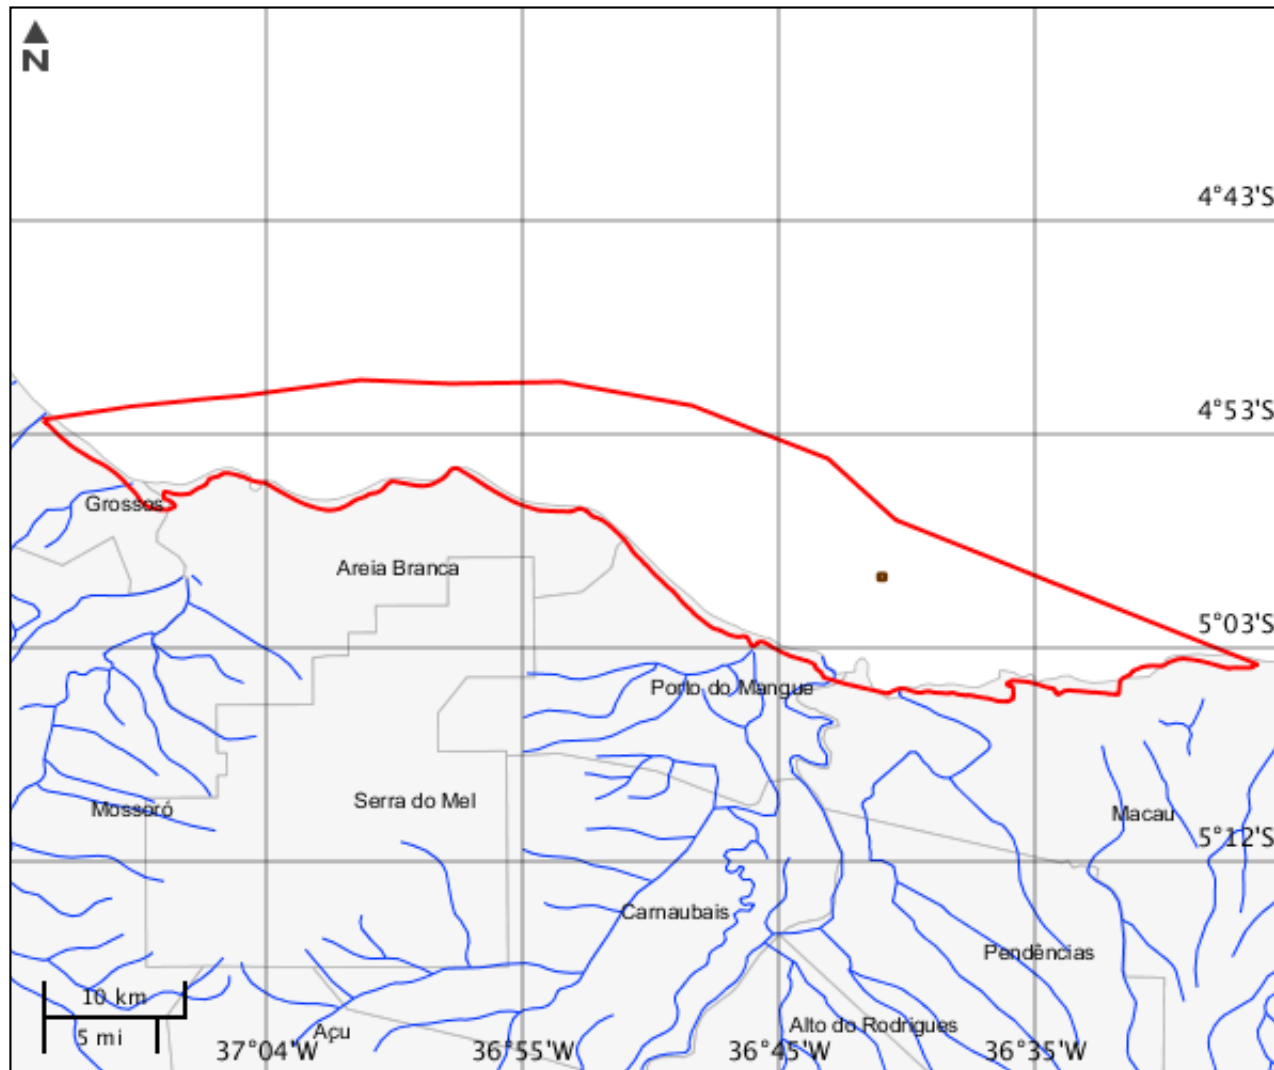 N
4°43'S
4°53'S
Grossos
Areia Branca
5°03'S
Porto do Mangue
Serra do Mel
Mossoró
Macau
5°12'S
Carnaubais
Pendências
10 km
5 mi
Açu
Alto do Rodrigues
37°04'W
36°55'W
36°45'W
36°35'W